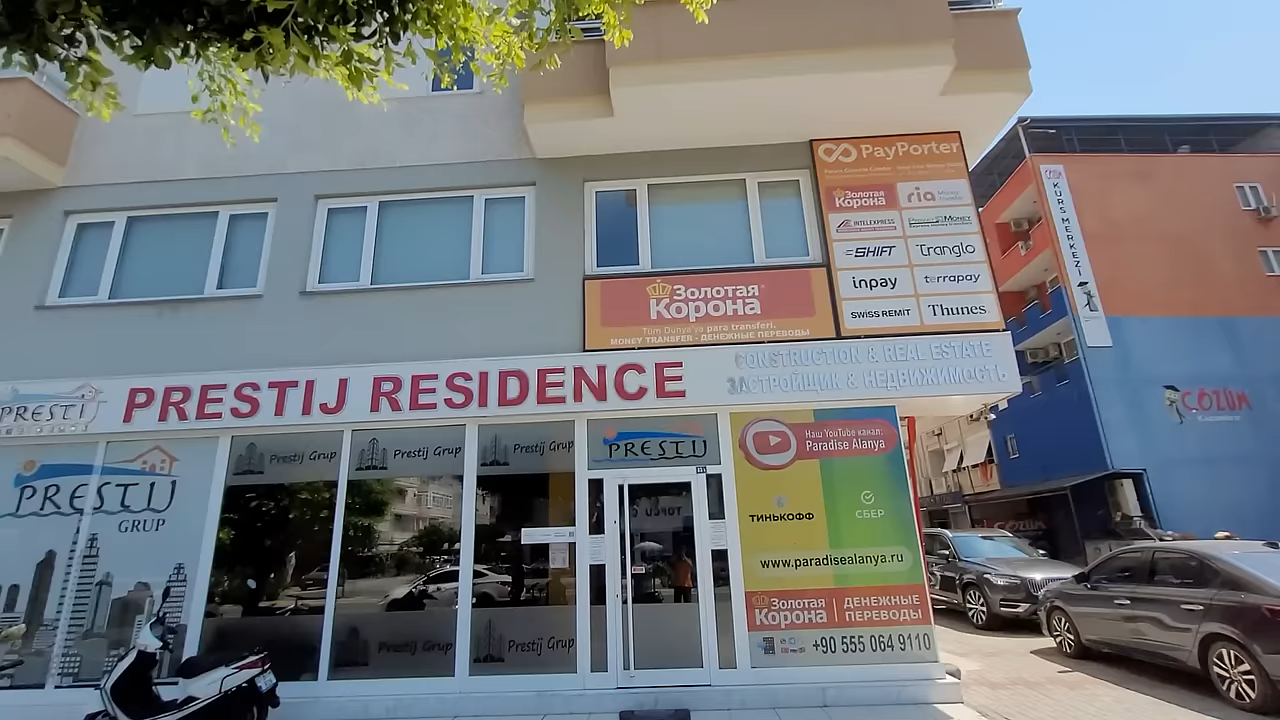 PayPorter
Золотая
Корона
ria Money
Transfer
INTELEXPRESS
SHIFT
Tranglo
inpay
terrapay
SWISS REMIT
Thunes.
Золотая
Корона
Tüm Dünya'ya para transferi.
MONEY TRANSFER - ДЕНЕЖНЫЕ ПЕРЕВОДЫ
PRESTIJ RESIDENCE
CONSTRUCTION & REAL ESTATE
ЗАСТРОЙЩИК & НЕДВИЖИМОСТЬ
PRESTIJ
GRUP
Prestij Grup
Prestij Grup
Prestij Grup
PRESTIJ
Prestij Grup
Prestij Grup
Наш YouTube канал:
Paradise Alanya
ТИНЬКОФФ
СБЕР
www.paradisealanya.ru
Золотая
Корона
ДЕНЕЖНЫЕ
ПЕРЕВОДЫ
+90 555 064 9110
KURS MERKEZİ
ÇÖZÜM